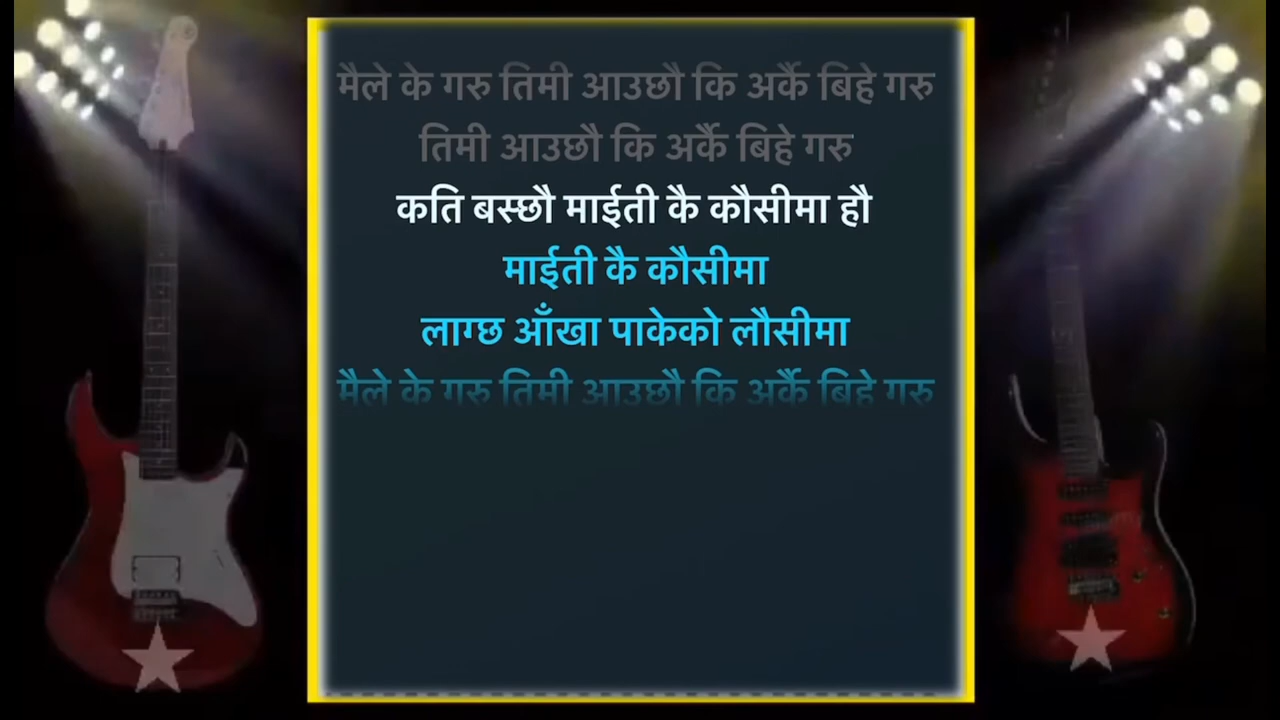 मैले के गरु तिमी आउछौ कि अर्कै बिहे गरु
तिमी आउछौ कि अर्कै बिहे गरु
कति बस्छौ माईती कै कौसीमा हौ
माईती कै कौसीमा
लाग्छ आँखा पाकेको लौसीमा
मैले के गरु तिमी आउछौ कि अर्कै बिहे गरु